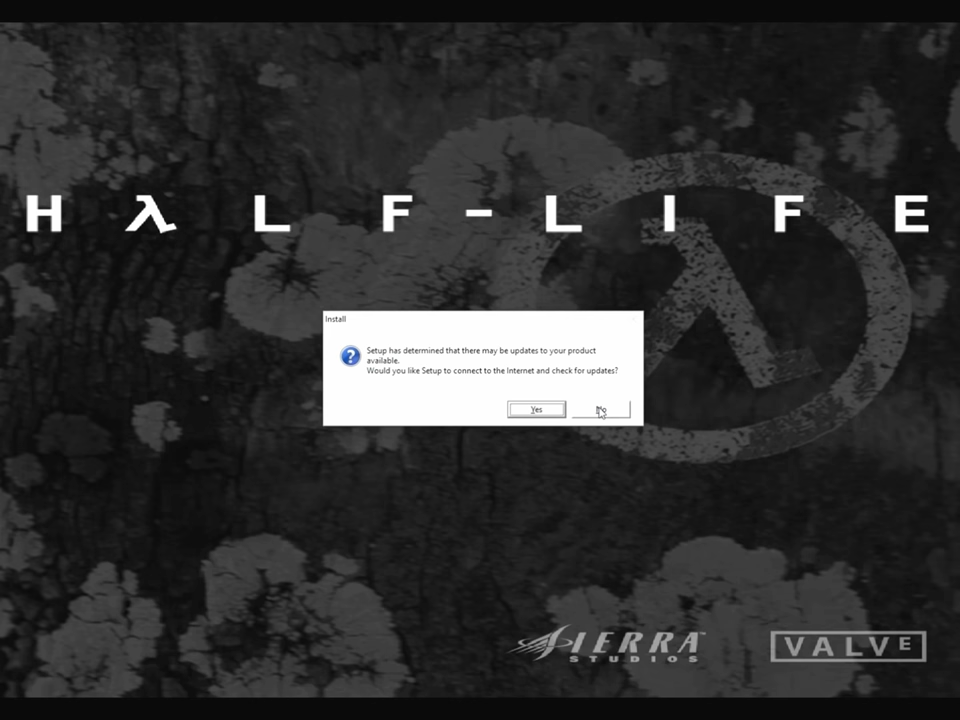 HλLF-LIFE
Install
Setup has determined that there may be updates to your product
available.
Would you like Setup to connect to the Internet and check for updates?
Yes
No
SIERRA
STUDIOS
VALVE